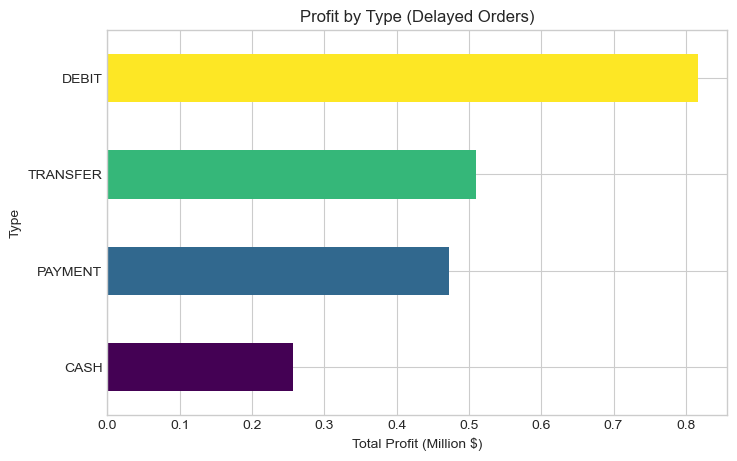 Profit by Type (Delayed Orders)
DEBIT
TRANSFER
PAYMENT
CASH
Type
0.0 0.1 0.2 0.3 0.4 0.5 0.6 0.7 0.8
Total Profit (Million $)